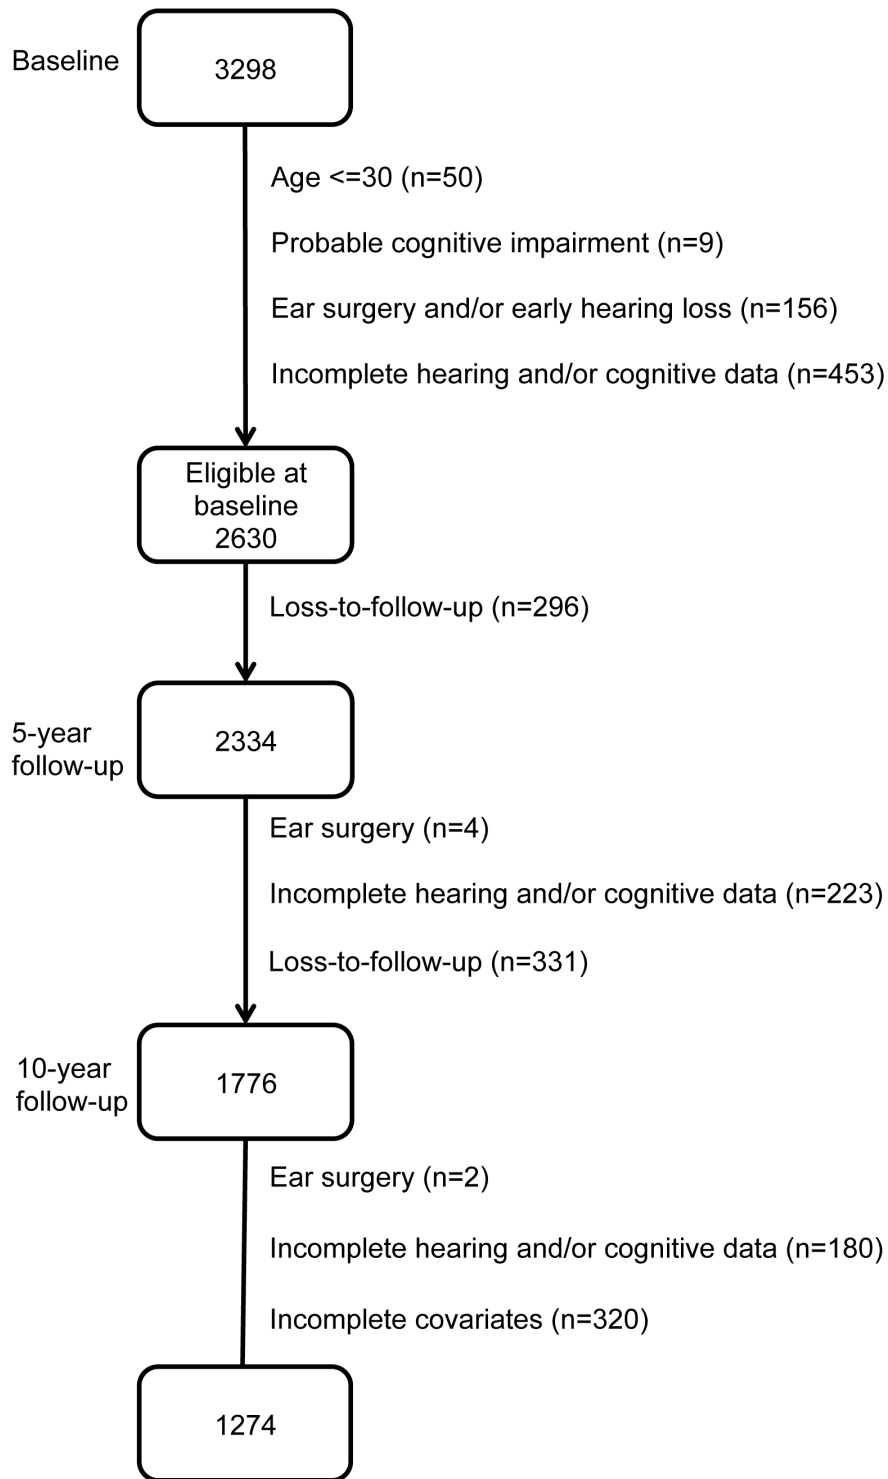 Baseline
3298
Age <=30 (n=50)
Probable cognitive impairment (n=9)
Ear surgery and/or early hearing loss (n=156)
Incomplete hearing and/or cognitive data (n=453)
Eligible at
baseline
2630
Loss-to-follow-up (n=296)
5-year
follow-up
2334
Ear surgery (n=4)
Incomplete hearing and/or cognitive data (n=223)
Loss-to-follow-up (n=331)
10-year
follow-up
1776
Ear surgery (n=2)
Incomplete hearing and/or cognitive data (n=180)
Incomplete covariates (n=320)
1274